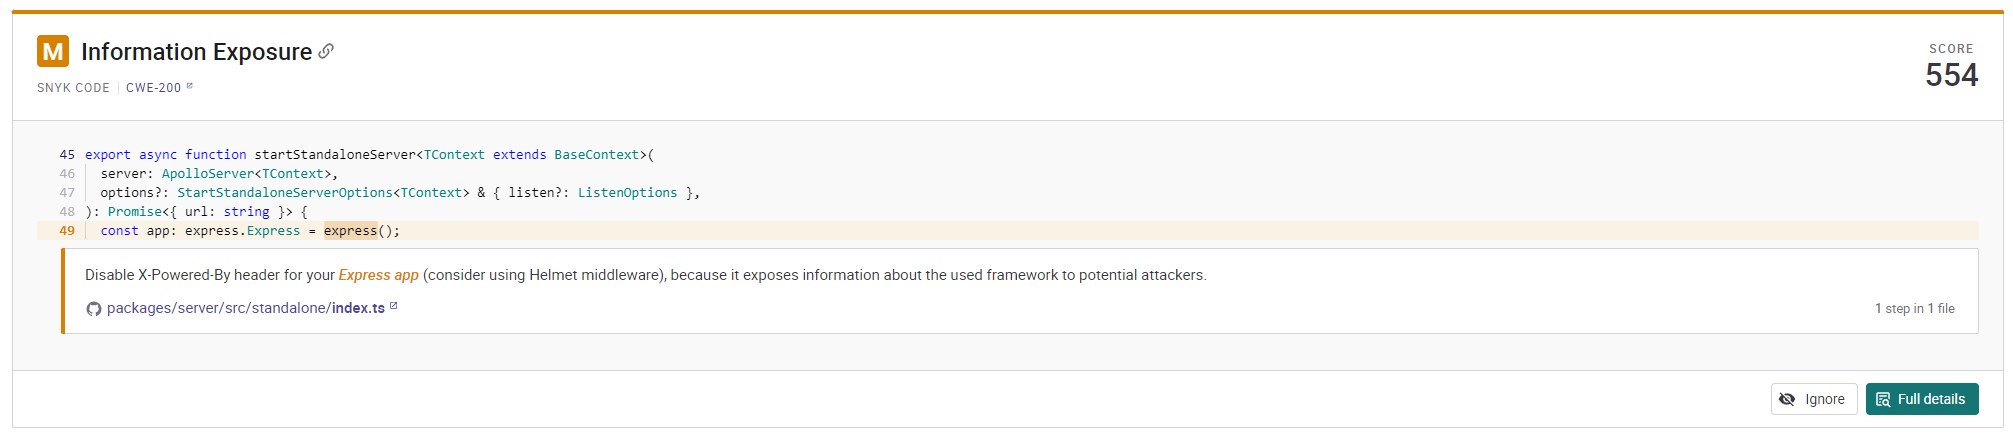 M Information Exposure
SCORE
554
SNYK CODE CWE-200
45 export async function startStandaloneServer<TContext extends BaseContext>(
46 server: ApolloServer<TContext>,
47 options?: StartStandaloneServerOptions<TContext> & { listen?: ListenOptions },
48 ): Promise<{ url: string }> {
49 const app: express.Express = express();
Disable X-Powered-By header for your Express app (consider using Helmet middleware), because it exposes information about the used framework to potential attackers.
packages/server/src/standalone/index.ts
1 step in 1 file
Ignore
Full details